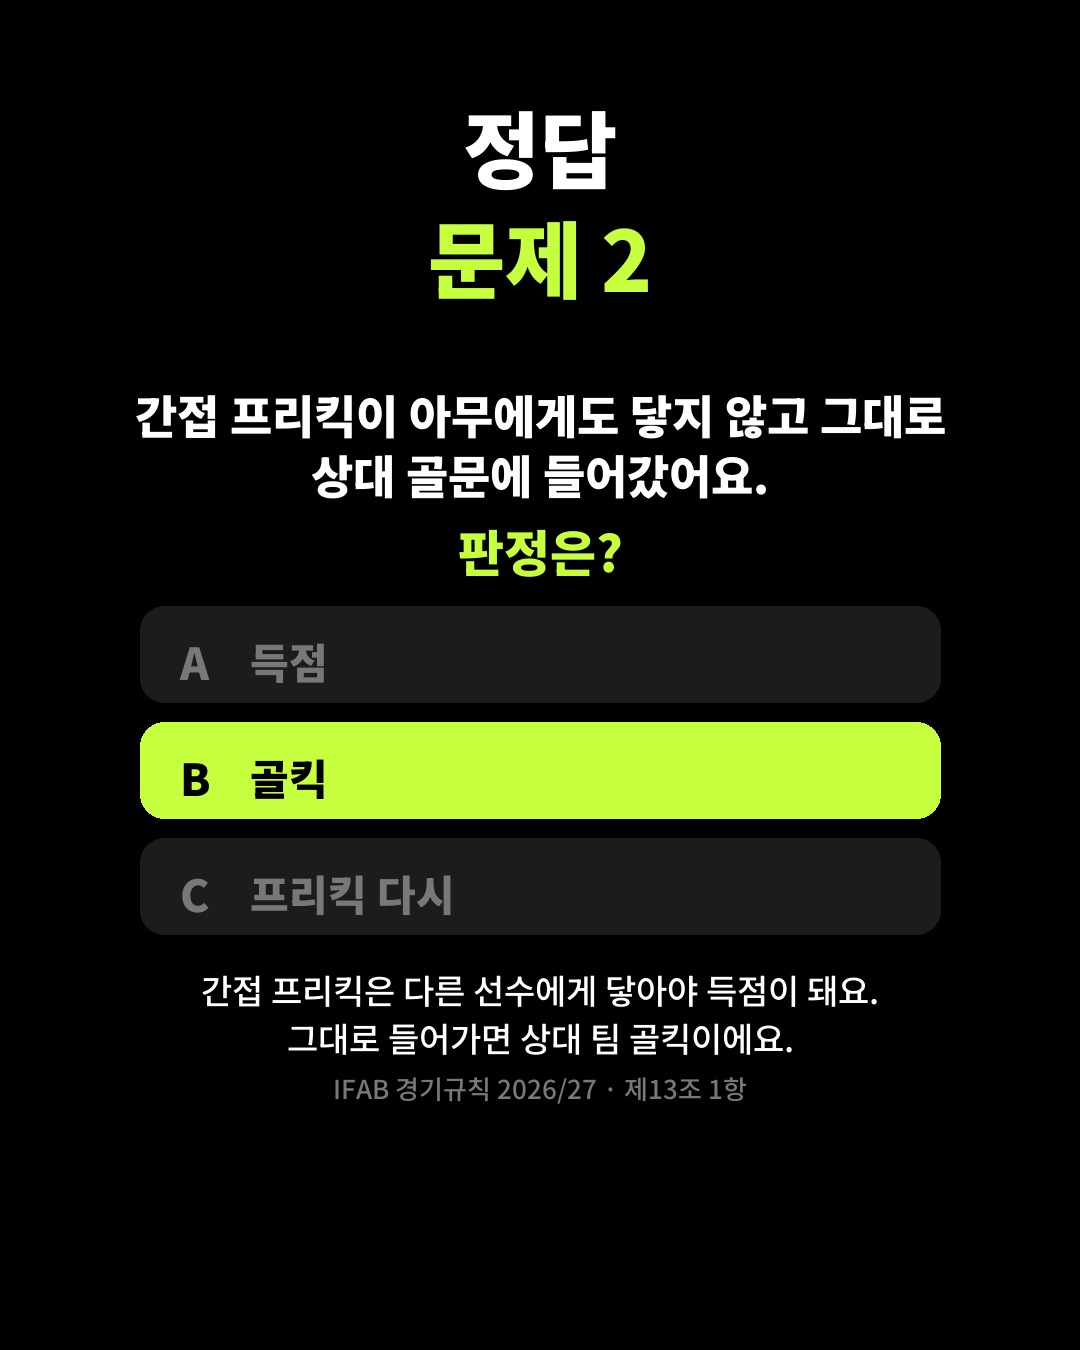 정답
문제 2
간접 프리킥이 아무에게도 닿지 않고 그대로
상대 골문에 들어갔어요.
판정은?
A 득점
B 골킥
C 프리킥 다시
간접 프리킥은 다른 선수에게 닿아야 득점이 돼요.
그대로 들어가면 상대 팀 골킥이에요.
IFAB 경기규칙 2026/27 · 제13조 1항